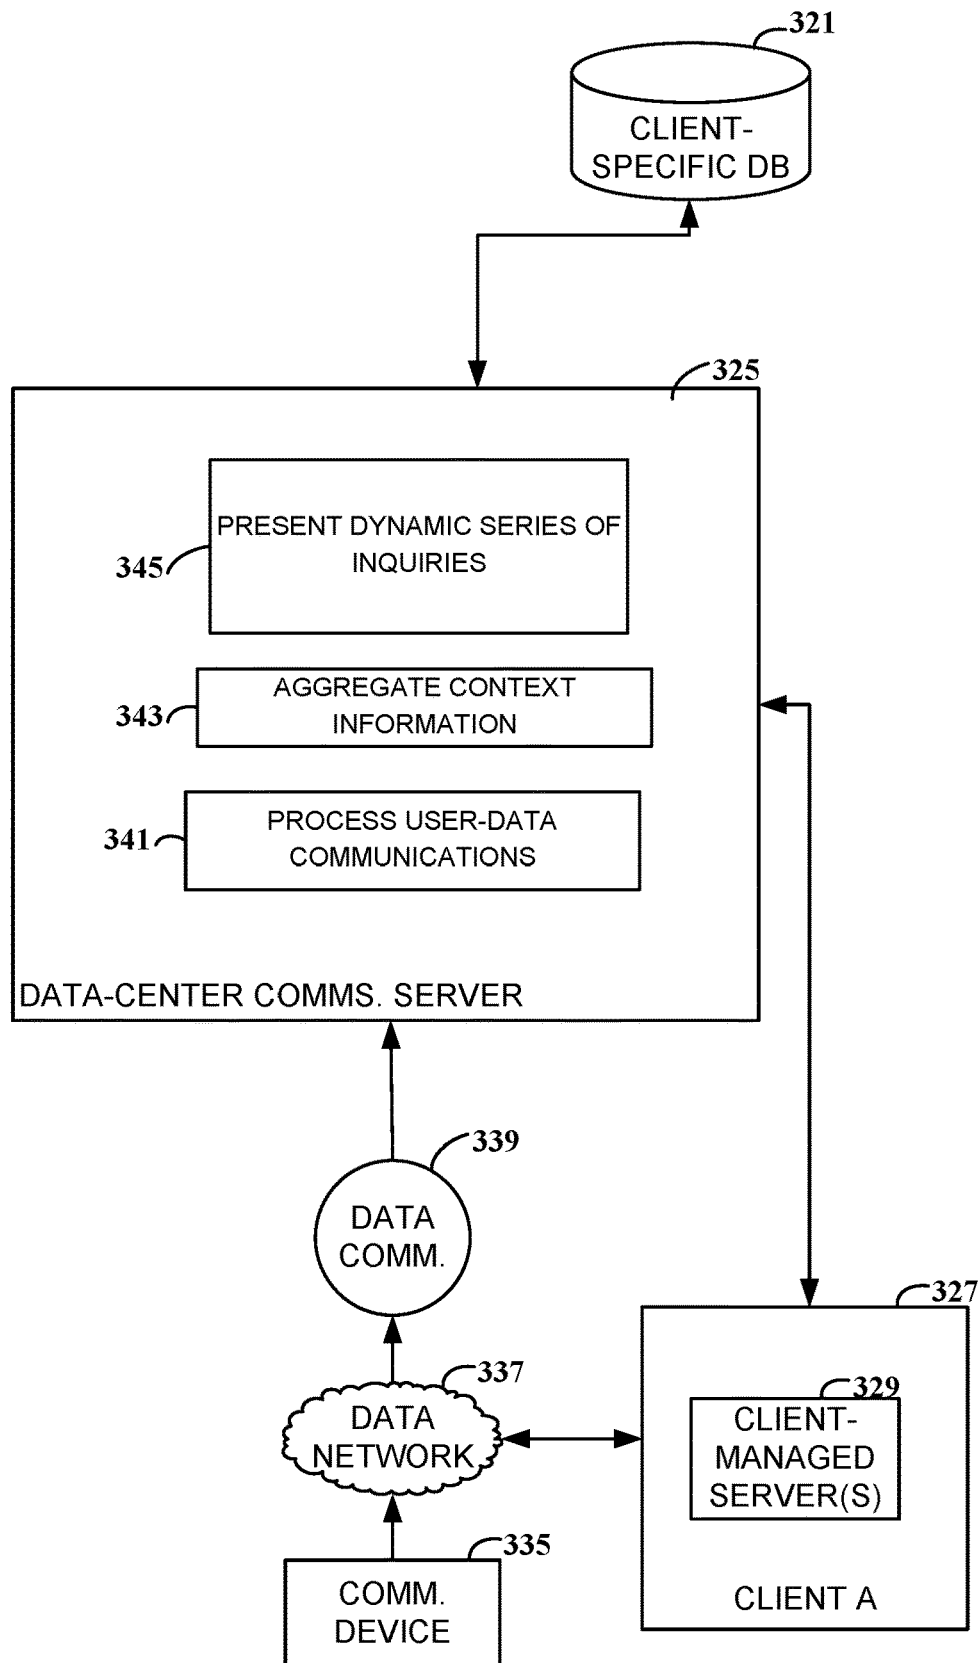 321
CLIENT-
SPECIFIC DB
325
PRESENT DYNAMIC SERIES OF
INQUIRIES
345
AGGREGATE CONTEXT
INFORMATION
343
PROCESS USER-DATA
COMMUNICATIONS
341
DATA-CENTER COMMS. SERVER
339
DATA
COMM.
327
337
DATA
NETWORK
329
CLIENT-
MANAGED
SERVER(S)
335
COMM.
DEVICE
CLIENT A